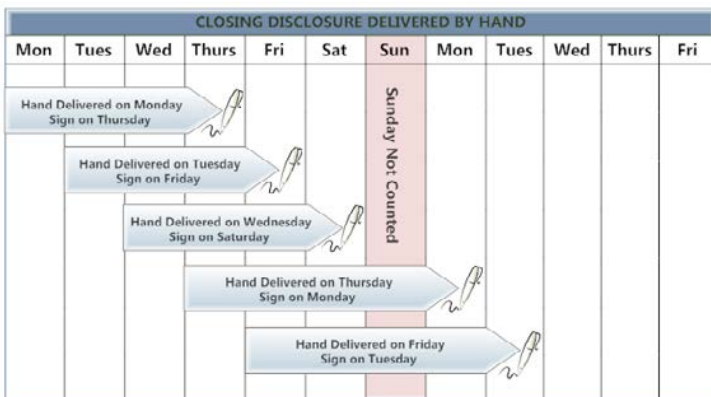 CLOSING DISCLOSURE DELIVERED BY HAND
Mon Tues Wed Thurs Fri Sat Sun Mon Tues Wed Thurs Fri
Hand Delivered on Monday
Sign on Thursday
Hand Delivered on Tuesday
Sign on Friday
Hand Delivered on Wednesday
Sign on Saturday
Sunday Not Counted
Hand Delivered on Thursday
Sign on Monday
Hand Delivered on Friday
Sign on Tuesday